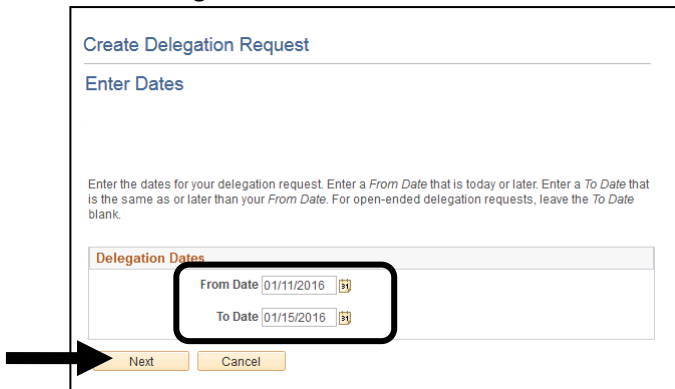 Create Delegation Request
Enter Dates
Enter the dates for your delegation request. Enter a From Date that is today or later. Enter a To Date that
is the same as or later than your From Date. For open-ended delegation requests, leave the To Date
blank.
Delegation Dates
From Date 01/11/2016 31
To Date 01/15/2016 31
Next Cancel